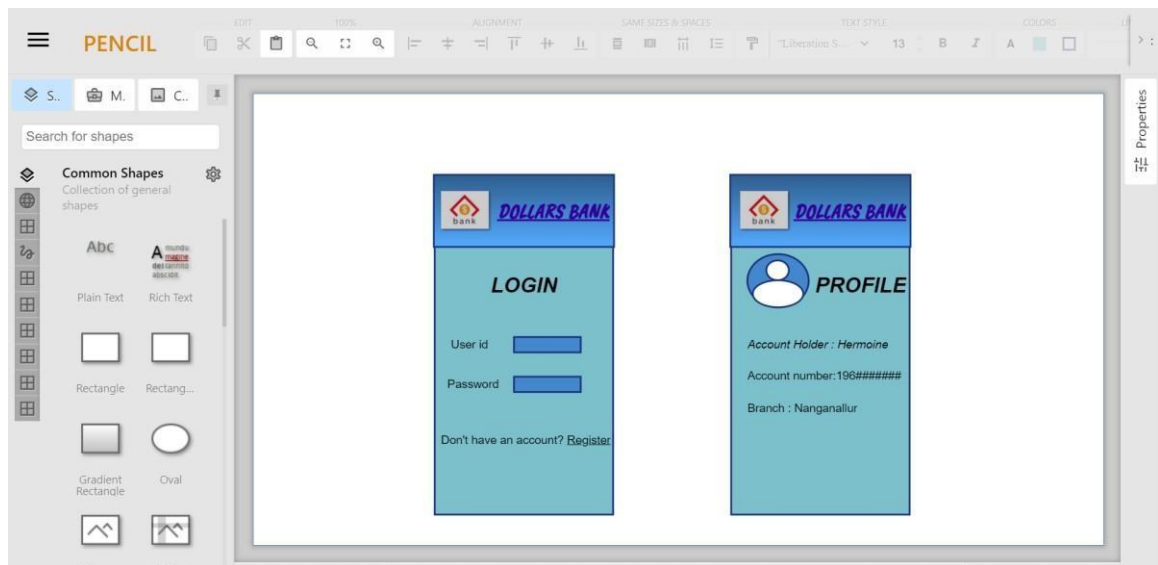 EDIT 100% ALIGNMENT SAME SIZES & SPACES TEXT STYLE COLORS
PENCIL
"Liberation S... 13 B I A
S.. M. C..
Search for shapes
Common Shapes
Collection of general
shapes
Abc
Plain Text Rich Text
Rectangle Rectang...
Gradient
Rectangle
Oval
Properties
bank
DOLLARS BANK
LOGIN
User id
Password
Don't have an account? Register
bank
DOLLARS BANK
PROFILE
Account Holder : Hermoine
Account number:196#######
Branch : Nanganallur